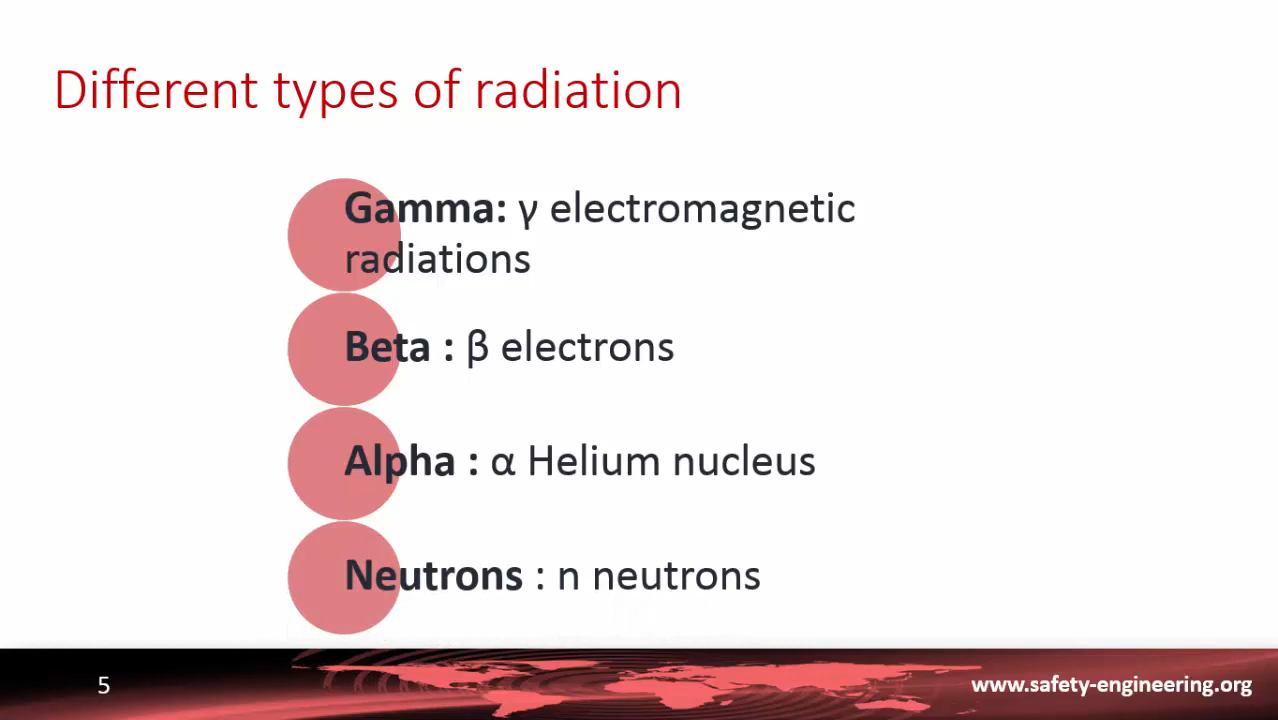 Different types of radiation
Gamma: γ electromagnetic
radiations
Beta : β electrons
Alpha : α Helium nucleus
Neutrons : n neutrons
5
www.safety-engineering.org